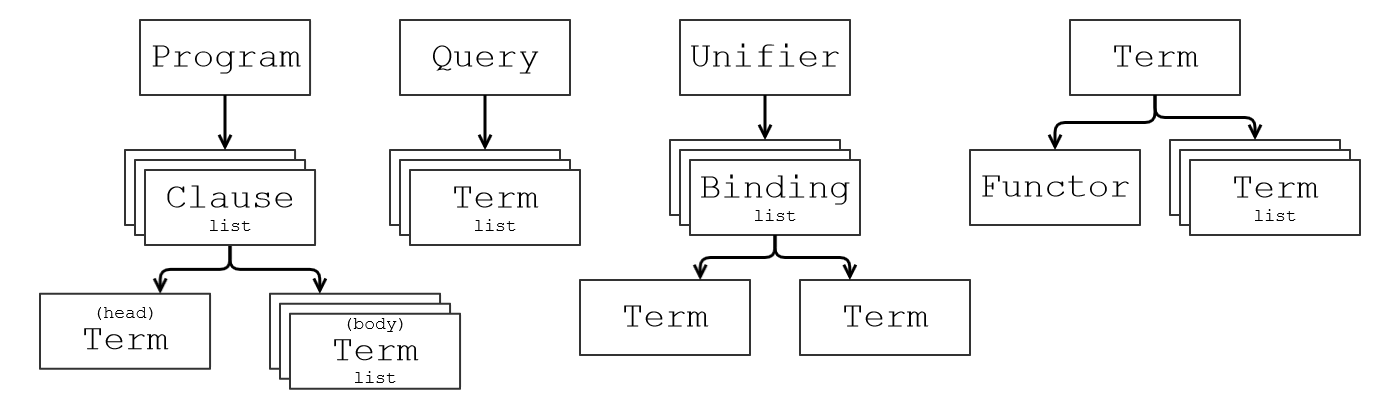 Program
Query
Unifier
Term
Clause
list
Term
list
Binding
list
Functor
Term
list
(head)
Term
(body)
Term
list
Term
Term